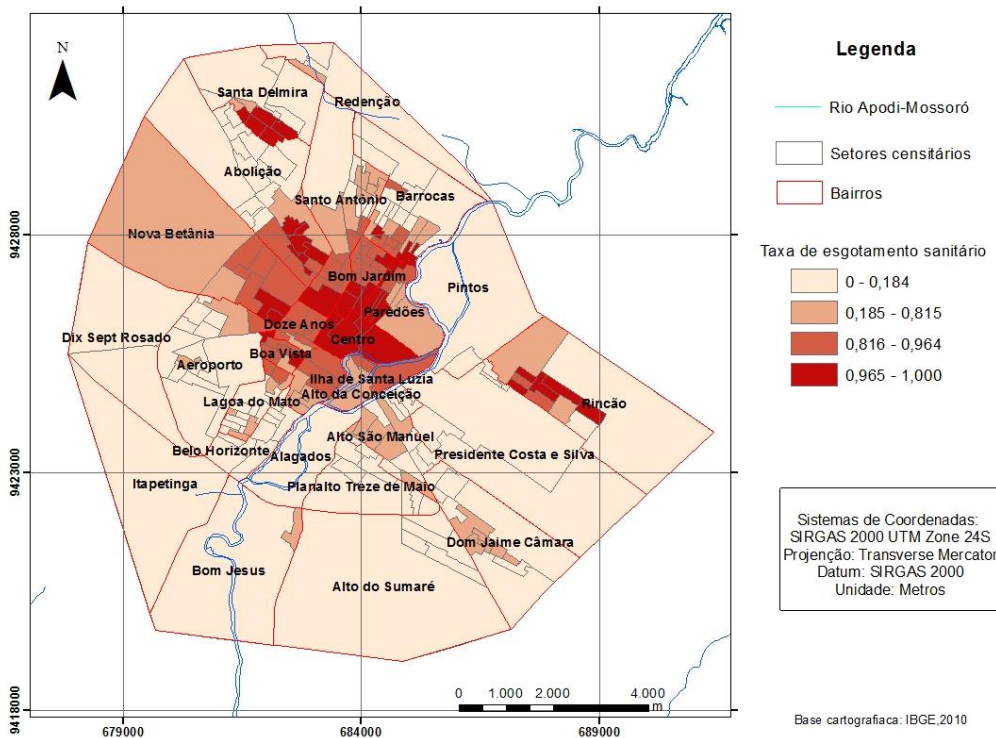 N
Santa Delmira
Redenção
Abolição
Santo Antônio
Barrocas
Nova Betânia
Bom Jardim
Pintos
Paredões
Doze Anos
Centro
Dix Sept Rosado
Boa Vista
Aeroporto
Ilha de Santa Luzia
Rincão
Lagoa do Mato
Alto da Conceição
Alto São Manuel
Belo Horizonte
Alagados
Presidente Costa e Silva
Itapetinga
Planalto Treze de Maio
Dom Jaime Câmara
Bom Jesus
Alto do Sumaré
9428000
9423000
9418000
679000
684000
689000
0 1.000 2.000 4.000
m
Legenda
Rio Apodi-Mossoró
Setores censitários
Bairros
Taxa de esgotamento sanitário
0 - 0,184
0,185 - 0,815
0,816 - 0,964
0,965 - 1,000
Sistemas de Coordenadas:
SIRGAS 2000 UTM Zone 24S
Projenção: Transverse Mercator
Datum: SIRGAS 2000
Unidade: Metros
Base cartografiaca: IBGE,2010